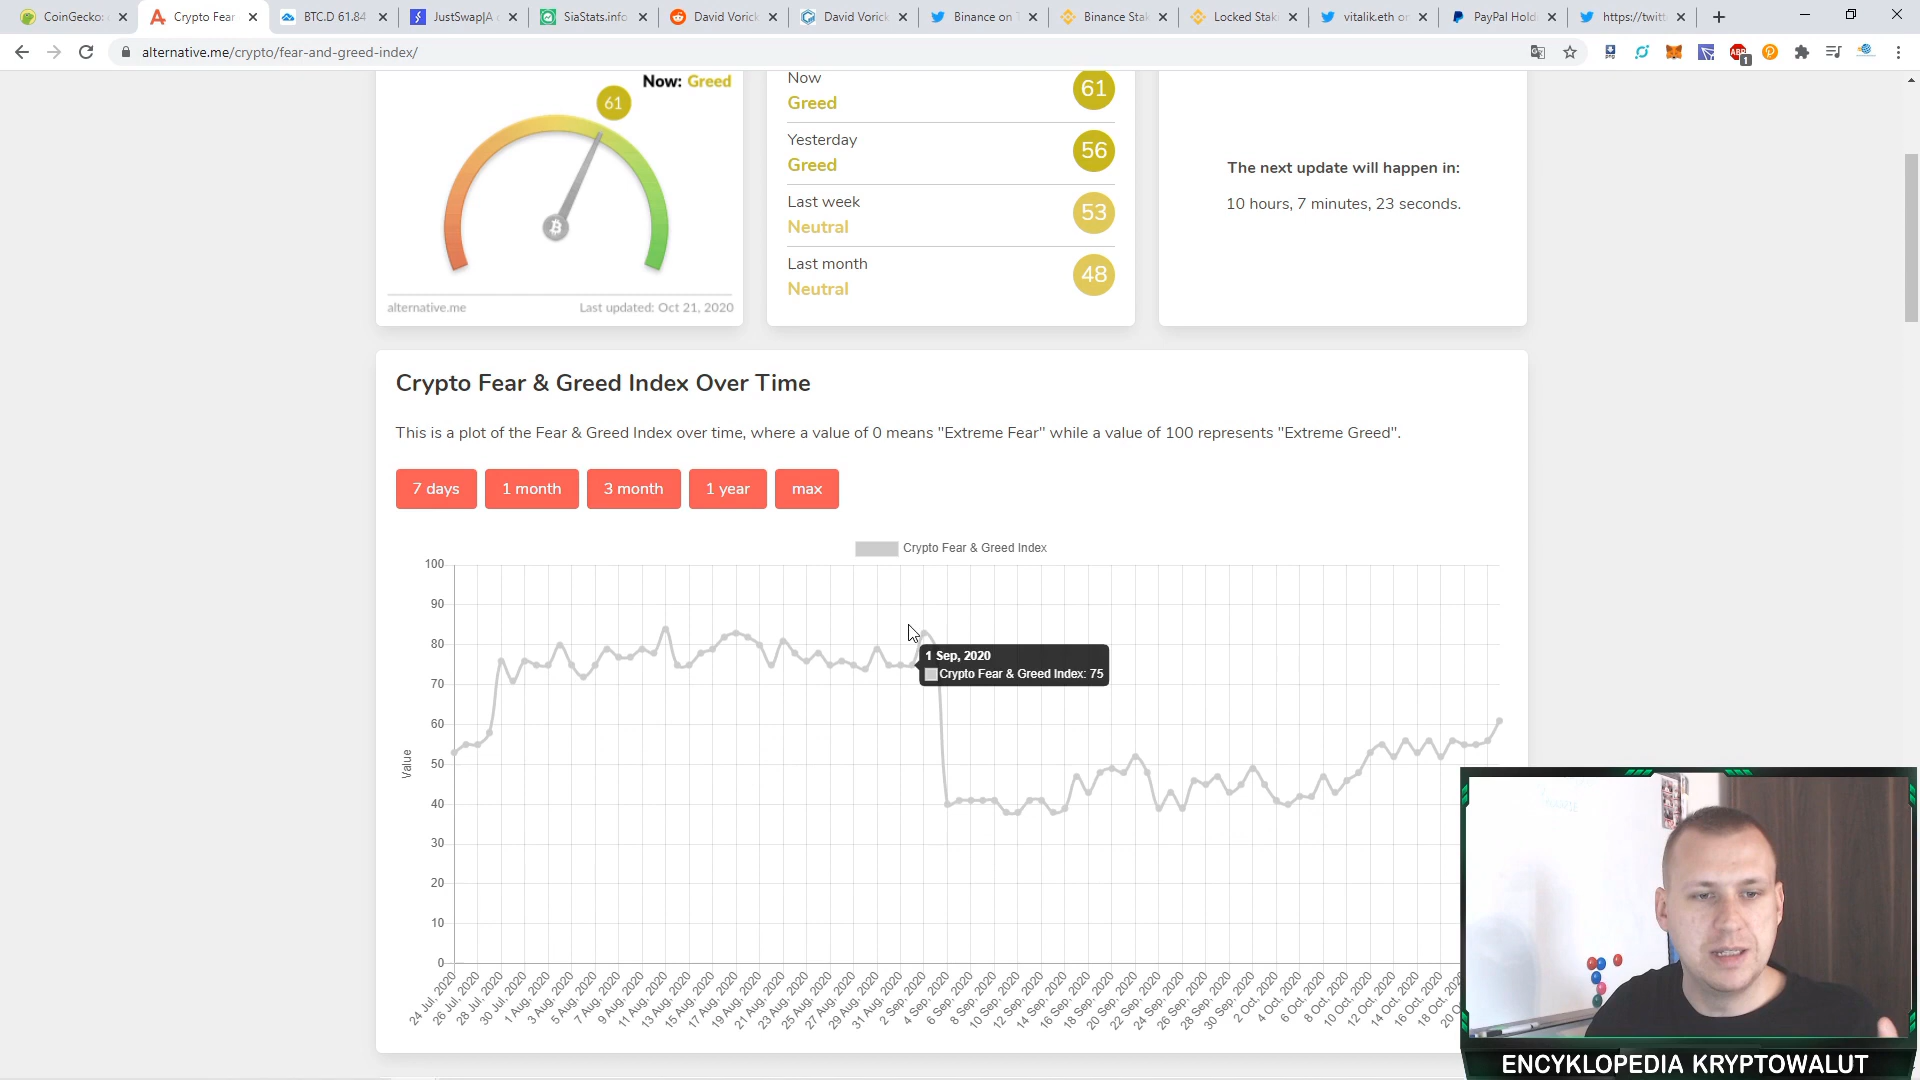 CoinGecko:
Crypto Fear
BTC.D 61.84
JustSwap|A
SiaStats.info
David Vorick
David Vorick
Binance on
Binance Stak
Locked Stak
vitalik.eth
PayPal Hold
https://twitt
alternative.me/crypto/fear-and-greed-index/
ABP
1
Now: Greed
61
alternative.me
Last updated: Oct 21, 2020
Now
Greed
61
Yesterday
Greed
56
Last week
Neutral
53
Last month
Neutral
48
The next update will happen in:
10 hours, 7 minutes, 23 seconds.
Crypto Fear & Greed Index Over Time
This is a plot of the Fear & Greed Index over time, where a value of 0 means "Extreme Fear" while a value of 100 represents "Extreme Greed".
7 days
1 month
3 month
1 year
max
Crypto Fear & Greed Index
100
90
80
70
60
50
40
30
20
10
0
Value
1 Sep, 2020
Crypto Fear & Greed Index: 75
24 Jul, 2020
26 Jul, 2020
28 Jul, 2020
30 Jul, 2020
1 Aug, 2020
3 Aug, 2020
5 Aug, 2020
7 Aug, 2020
9 Aug, 2020
11 Aug, 2020
13 Aug, 2020
15 Aug, 2020
17 Aug, 2020
19 Aug, 2020
21 Aug, 2020
23 Aug, 2020
25 Aug, 2020
27 Aug, 2020
29 Aug, 2020
31 Aug, 2020
2 Sep, 2020
4 Sep, 2020
6 Sep, 2020
8 Sep, 2020
10 Sep, 2020
12 Sep, 2020
14 Sep, 2020
16 Sep, 2020
18 Sep, 2020
20 Sep, 2020
22 Sep, 2020
24 Sep, 2020
26 Sep, 2020
28 Sep, 2020
30 Sep, 2020
2 Oct, 2020
4 Oct, 2020
6 Oct, 2020
8 Oct, 2020
10 Oct, 2020
12 Oct, 2020
14 Oct, 2020
16 Oct, 2020
18 Oct, 2020
20
ENCYKLOPEDIA KRYPTOWALUT